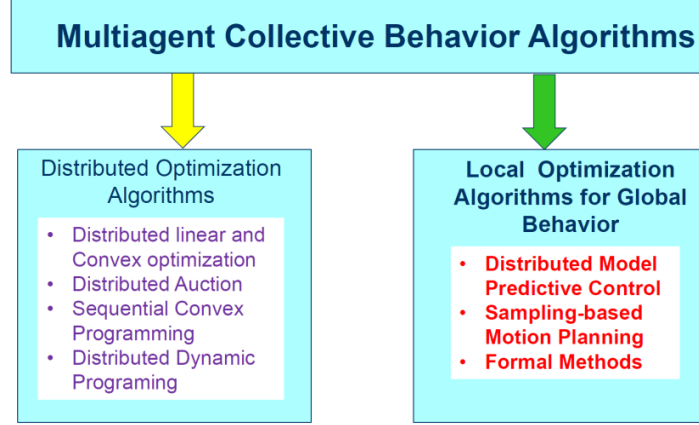 Multiagent Collective Behavior Algorithms
Distributed Optimization
Algorithms
• Distributed linear and
Convex optimization
• Distributed Auction
• Sequential Convex
Programming
• Distributed Dynamic
Programing
Local Optimization
Algorithms for Global
Behavior
• Distributed Model
Predictive Control
• Sampling-based
Motion Planning
• Formal Methods